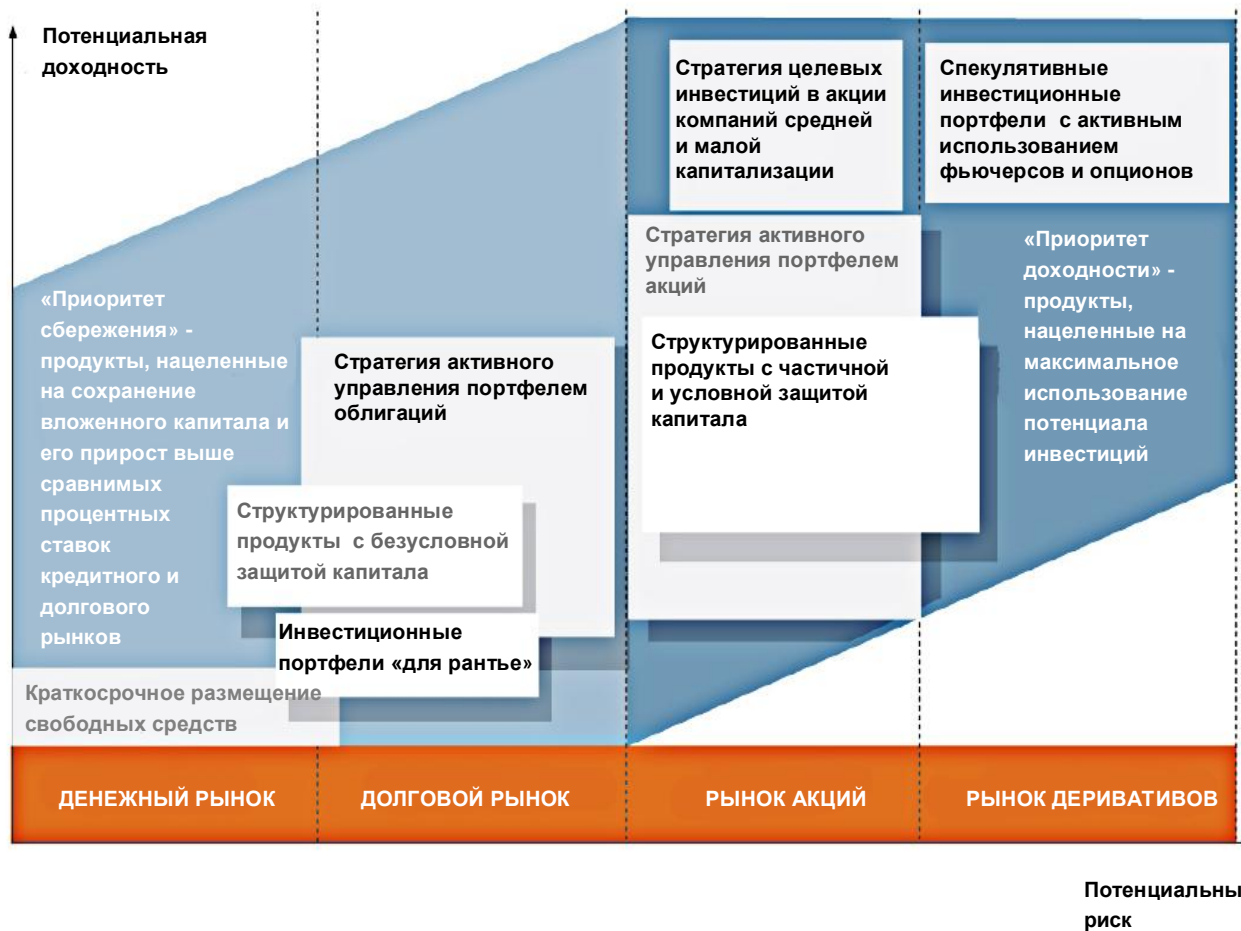 Потенциальная
доходность
Стратегия целевых
инвестиций в акции
компаний средней
и малой
капитализации
Спекулятивные
инвестиционные
портфели с активным
использованием
фьючерсов и опционов
Стратегия активного
управления портфелем
акций
«Приоритет
доходности» -
продукты,
нацеленные на
максимальное
использование
потенциала
инвестиций
«Приоритет
сбережения» -
продукты, нацеленные
на сохранение
вложенного капитала и
его прирост выше
сравнимых
процентных
ставок
кредитного и
долгового
рынков
Стратегия активного
управления портфелем
облигаций
Структурированные
продукты с частичной
и условной защитой
капитала
Структурированные
продукты с безусловной
защитой капитала
Инвестиционные
портфели «для рантье»
Краткосрочное размещение
свободных средств
ДЕНЕЖНЫЙ РЫНОК
ДОЛГОВОЙ РЫНОК
РЫНОК АКЦИЙ
РЫНОК ДЕРИВАТИВОВ
Потенциальны
риск